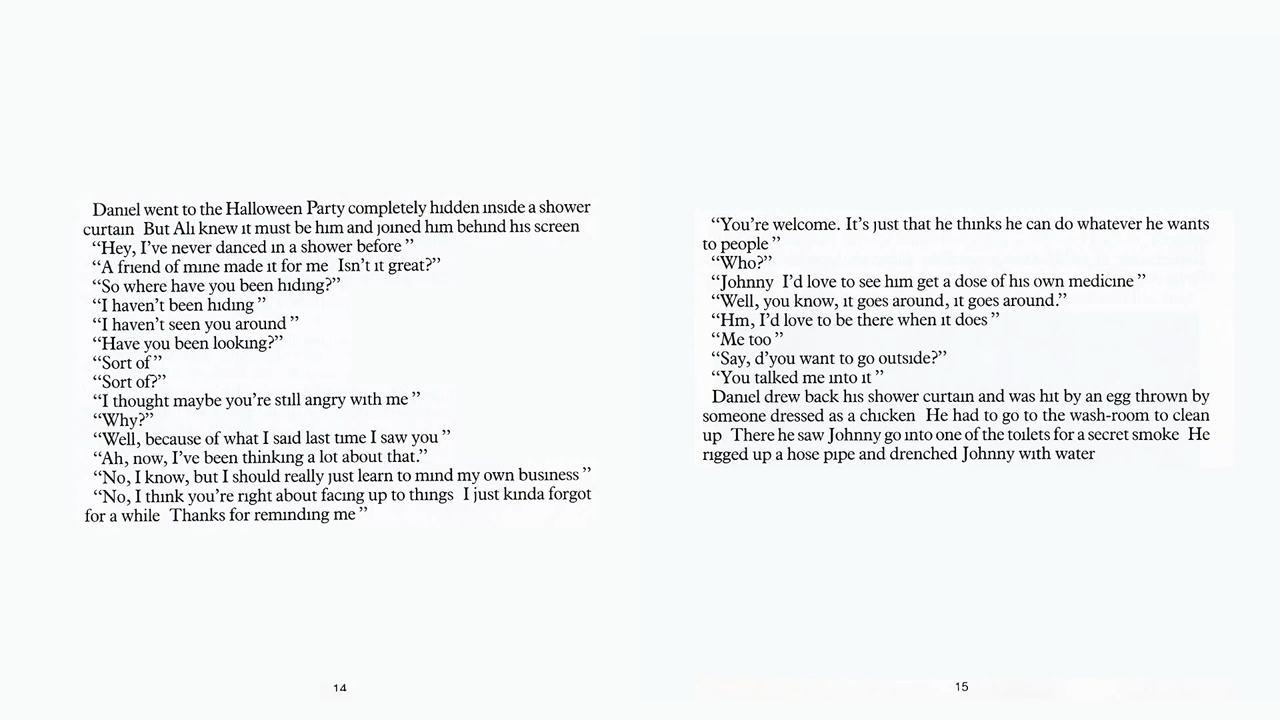 Daniel went to the Halloween Party completely hidden inside a shower
curtain But Ali knew it must be him and joined him behind his screen
“Hey, I’ve never danced in a shower before ”
“A friend of mine made it for me Isn’t it great?”
“So where have you been hiding?”
“I haven’t been hiding ”
“I haven’t seen you around ”
“Have you been looking?”
“Sort of ”
“Sort of?”
“I thought maybe you’re still angry with me ”
“Why?”
“Well, because of what I said last time I saw you ”
“Ah, now, I’ve been thinking a lot about that.”
“No, I know, but I should really just learn to mind my own business ”
“No, I think you’re right about facing up to things I just kinda forgot
for a while Thanks for reminding me ”
14
“You’re welcome. It’s just that he thinks he can do whatever he wants
to people ”
“Who?”
“Johnny I’d love to see him get a dose of his own medicine ”
“Well, you know, it goes around, it goes around.”
“Hm, I’d love to be there when it does ”
“Me too ”
“Say, d’you want to go outside?”
“You talked me into it ”
Daniel drew back his shower curtain and was hit by an egg thrown by
someone dressed as a chicken He had to go to the wash-room to clean
up There he saw Johnny go into one of the toilets for a secret smoke He
rigged up a hose pipe and drenched Johnny with water
15